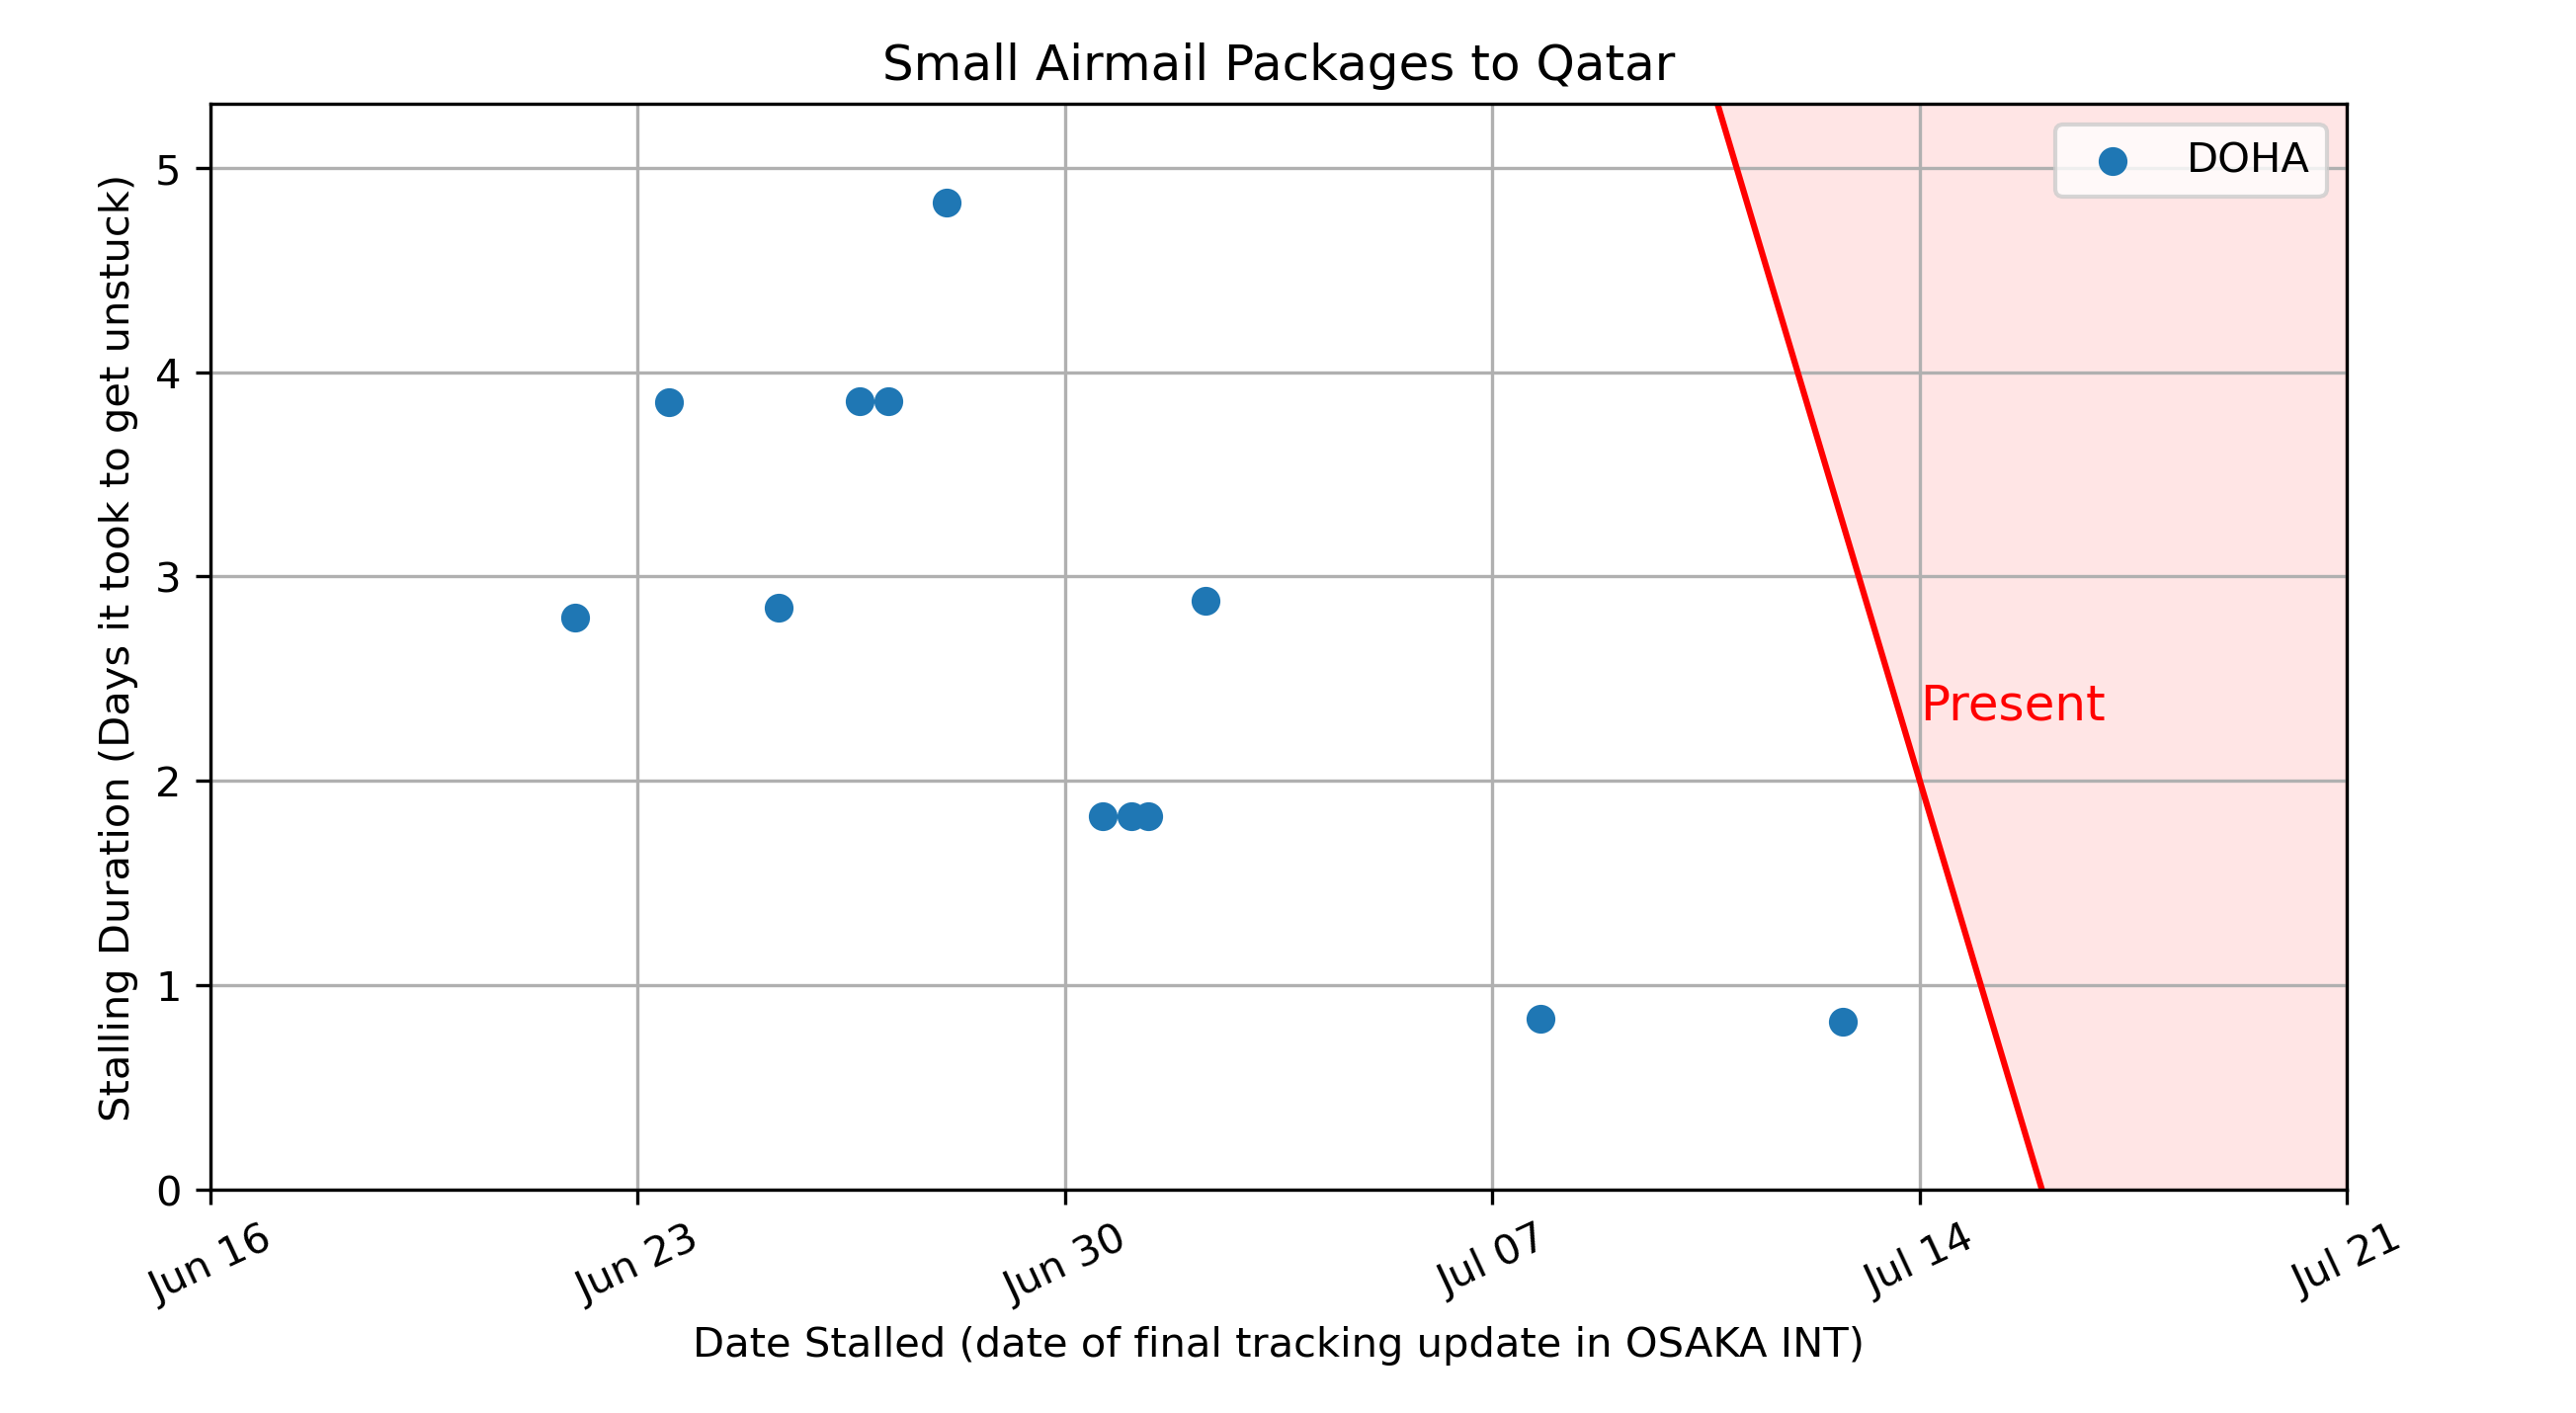 Small Airmail Packages to Qatar
DOHA
Stalling Duration (Days it took to get unstuck)
5
4
3
2
1
0
Present
Jun 16
Jun 23
Jun 30
Jul 07
Jul 14
Jul 21
Date Stalled (date of final tracking update in OSAKA INT)